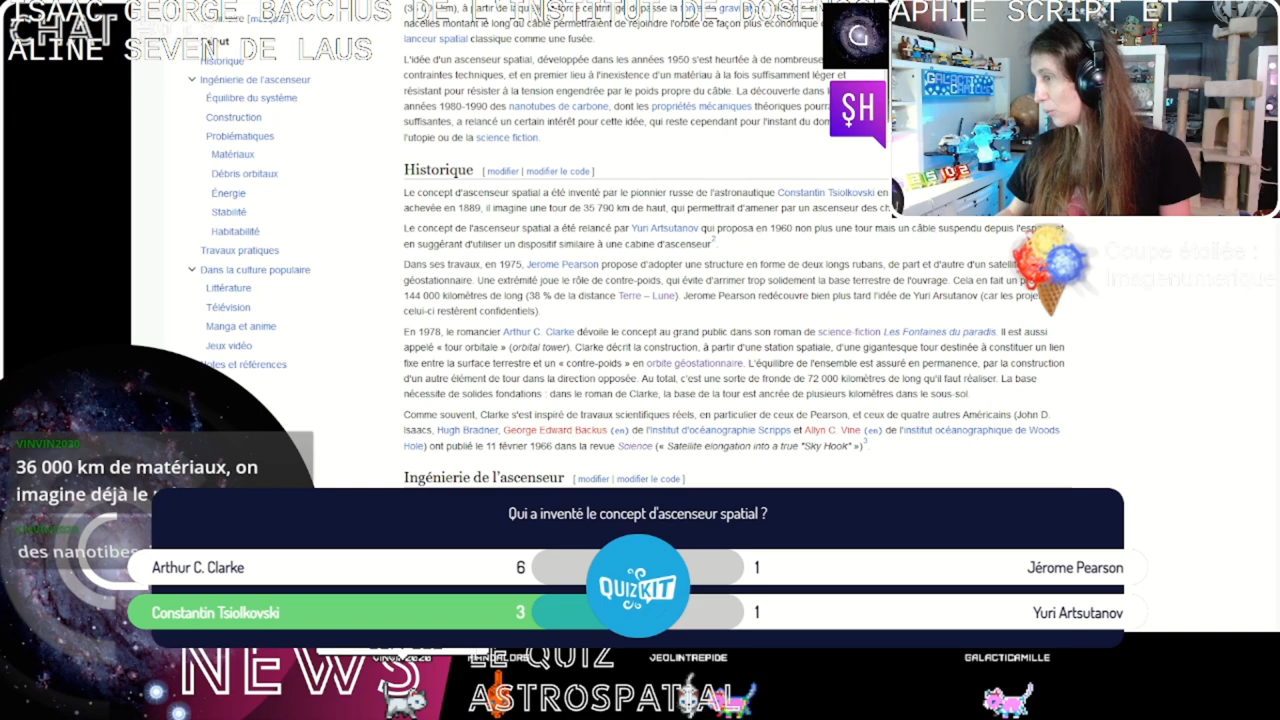 ISAAC GEORGE BACCHUS DE L'INSTITUT DE DOSENOGRAPHIE SCRIPT ET
ALINE SEVEN DE LAUS
CHAT
Historique
Ingénierie de l'ascenseur
Équilibre du système
Construction
Problématiques
Matériaux
Débris orbitaux
Énergie
Stabilité
Habitabilité
Travaux pratiques
Dans la culture populaire
Littérature
Télévision
Manga et anime
Jeux vidéo
Notes et références
nacelles montant le long du câble permettraient de rejoindre l'orbite de façon plus économique
lanceur spatial classique comme une fusée.
L'idée d'un ascenseur spatial, développée dans les années 1950 s'est heurtée à de nombreuse
contraintes techniques, et en premier lieu à l'inexistence d'un matériau à la fois suffisamment léger et
résistant pour résister à la tension engendrée par le poids propre du câble. La découverte dans l
années 1980-1990 des nanotubes de carbone, dont les propriétés mécaniques théoriques pourra
suffisantes, a relancé un certain intérêt pour cette idée, qui reste cependant pour l'instant du dom
l'utopie ou de la science fiction.
Historique [ modifier | modifier le code ]
Le concept d'ascenseur spatial a été inventé par le pionnier russe de l'astronautique Constantin Tsiolkovski en
achevée en 1889, il imagine une tour de 35 790 km de haut, qui permettrait d'amener par un ascenseur des ch
Le concept de l'ascenseur spatial a été relancé par Yuri Artsutanov qui proposa en 1960 non plus une tour mais un câble suspendu depuis l'esp
en suggérant d'utiliser un dispositif similaire à une cabine d'ascenseur2.
Dans ses travaux, en 1975, Jerome Pearson propose d'adopter une structure en forme de deux longs rubans, de part et d'autre d'un satellit
géostationnaire. Une extrémité joue le rôle de contre-poids, qui évite d'arrimer trop solidement la base terrestre de l'ouvrage. Cela en fait un p
144 000 kilomètres de long (38 % de la distance Terre – Lune). Jerome Pearson redécouvre bien plus tard l'idée de Yuri Arsutanov (car les proje
celui-ci restèrent confidentiels).
En 1978, le romancier Arthur C. Clarke dévoile le concept au grand public dans son roman de science-fiction Les Fontaines du paradis. Il est aussi
appelé « tour orbitale » (orbital tower). Clarke décrit la construction, à partir d'une station spatiale, d'une gigantesque tour destinée à constituer un lien
fixe entre la surface terrestre et un « contre-poids » en orbite géostationnaire. L'équilibre de l'ensemble est assuré en permanence, par la construction
d'un autre élément de tour dans la direction opposée. Au total, c'est une sorte de fronde de 72 000 kilomètres de long qu'il faut réaliser. La base
nécessite de solides fondations : dans le roman de Clarke, la base de la tour est ancrée de plusieurs kilomètres dans le sous-sol.
Comme souvent, Clarke s'est inspiré de travaux scientifiques réels, en particulier de ceux de Pearson, et ceux de quatre autres Américains (John D.
Isaacs, Hugh Bradner, George Edward Backus (en) de l'Institut d'océanographie Scripps et Allyn C. Vine (en) de l'institut océanographique de Woods
Hole) ont publié le 11 février 1966 dans la revue Science (« Satellite elongation into a true "Sky Hook" »)3.
Ingénierie de l'ascenseur [ modifier | modifier le code ]
SH
Coupe étoilée :
Imagenumerique
VINVIN2020
36 000 km de matériaux, on
imagine déjà le
VINVIN2020
des nanotibes
Qui a inventé le concept d'ascenseur spatial ?
Arthur C. Clarke 6 1 Jérome Pearson
QUIZKIT
Constantin Tsiolkovski 3 1 Yuri Artsutanov
NEWS
LE QUIZ
ASTROSPATIAL
VINVIN2020
JEOLINTREPIDE
GALACTICAMILLE